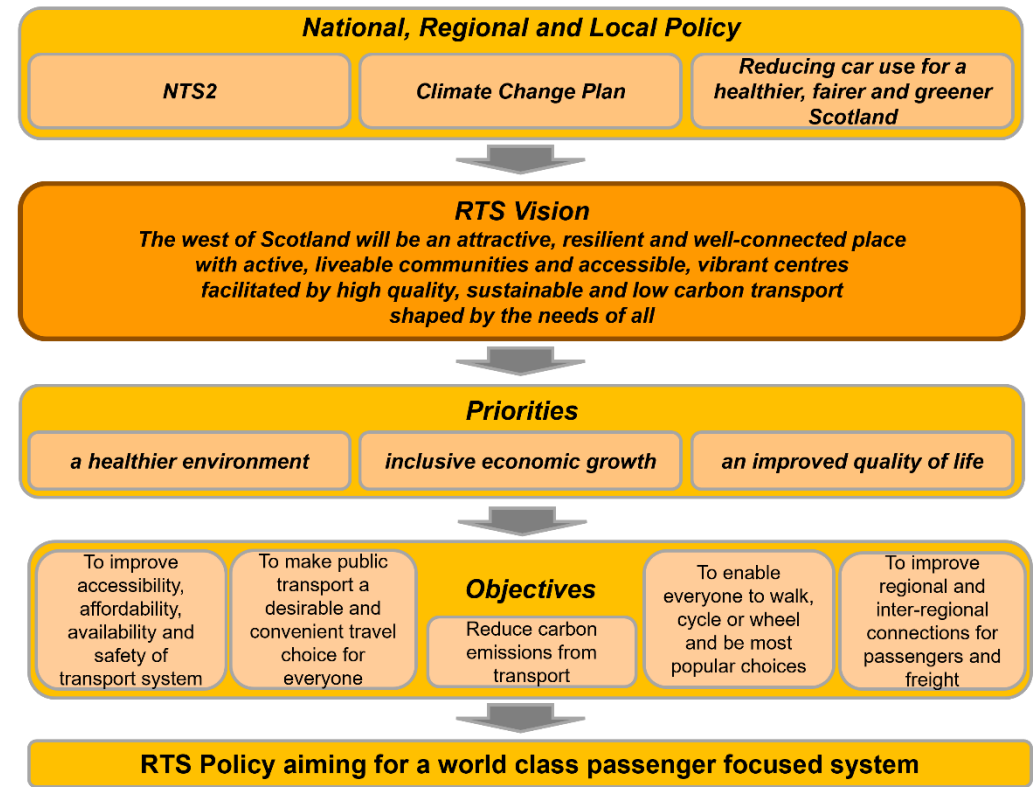 National, Regional and Local Policy
NTS2
Climate Change Plan
Reducing car use for a
healthier, fairer and greener
Scotland
RTS Vision
The west of Scotland will be an attractive, resilient and well-connected place
with active, liveable communities and accessible, vibrant centres
facilitated by high quality, sustainable and low carbon transport
shaped by the needs of all
Priorities
a healthier environment
inclusive economic growth
an improved quality of life
Objectives
To improve
accessibility,
affordability,
availability and
safety of
transport system
To make public
transport a
desirable and
convenient travel
choice for
everyone
Reduce carbon
emissions from
transport
To enable
everyone to walk,
cycle or wheel
and be most
popular choices
To improve
regional and
inter-regional
connections for
passengers and
freight
RTS Policy aiming for a world class passenger focused system